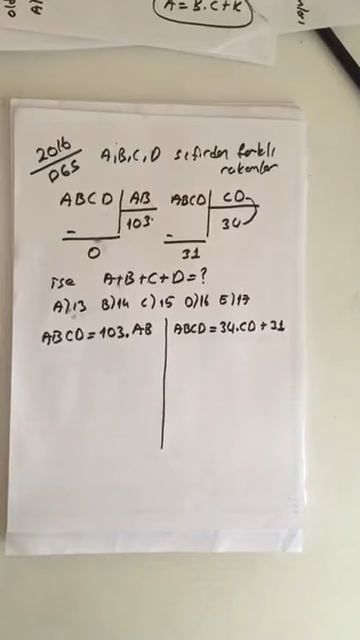 A = B.C+K
2016
DGS
A,B,C,D sıfırdan farklı
rakamlar
ABCD | AB
103
-
0
ABCD | CD
34
-
31
ise A+B+C+D=?
A)13 B)14 C)15 D)16 E)17
ABCD = 103.AB | ABCD = 34.CD + 31